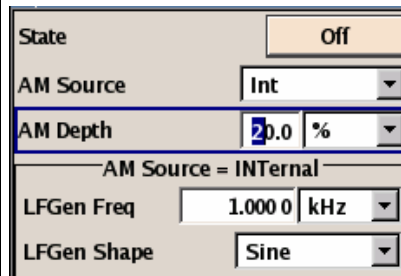 State Off
AM Source Int
AM Depth 20.0 %
AM Source = INTernal
LFGen Freq 1.000 0 kHz
LFGen Shape Sine